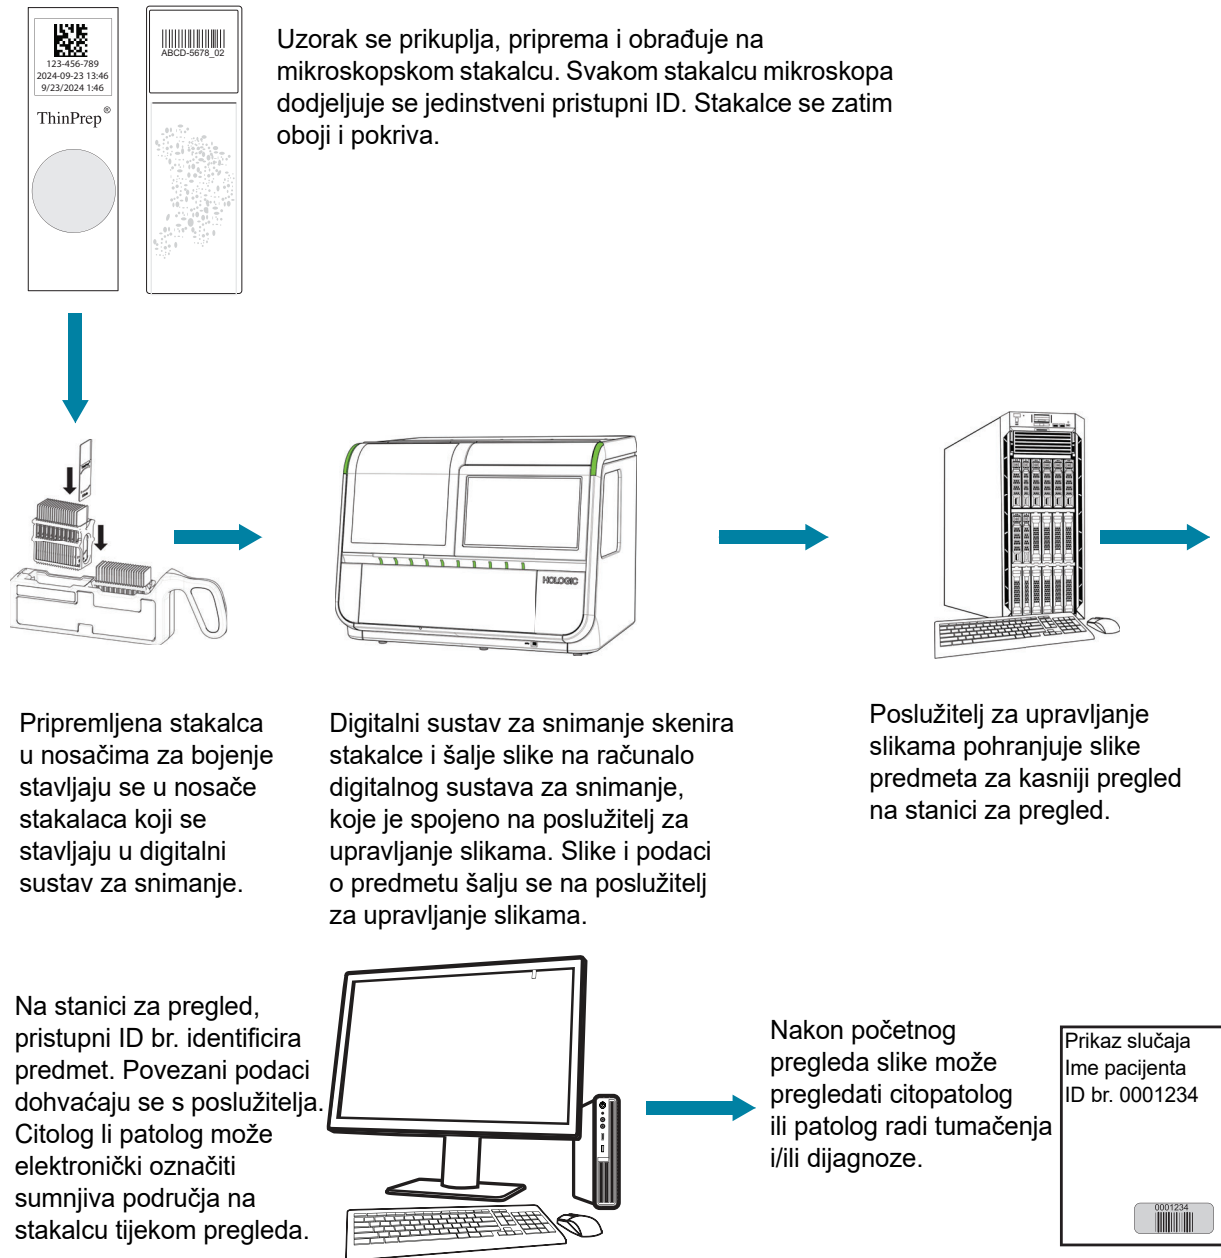 123-456-789
2024-09-23 13:46
9/23/2024 1:46
ThinPrep®
ABCD-5678_02
Uzorak se prikuplja, priprema i obrađuje na
mikroskopskom stakalcu. Svakom stakalcu mikroskopa
dodjeljuje se jedinstveni pristupni ID. Stakalce se zatim
oboji i pokriva.
HOLOGIC
Pripremljena stakalca
u nosačima za bojenje
stavljaju se u nosače
stakalaca koji se
stavljaju u digitalni
sustav za snimanje.
Digitalni sustav za snimanje skenira
stakalce i šalje slike na računalo
digitalnog sustava za snimanje,
koje je spojeno na poslužitelj za
upravljanje slikama. Slike i podaci
o predmetu šalju se na poslužitelj
za upravljanje slikama.
Poslužitelj za upravljanje
slikama pohranjuje slike
predmeta za kasniji pregled
na stanici za pregled.
Na stanici za pregled,
pristupni ID br. identificira
predmet. Povezani podaci
dohvaćaju se s poslužitelja.
Citolog li patolog može
elektronički označiti
sumnjiva područja na
stakalcu tijekom pregleda.
Nakon početnog
pregleda slike može
pregledati citopatolog
ili patolog radi tumačenja
i/ili dijagnoze.
Prikaz slučaja
Ime pacijenta
ID br. 0001234
0001234